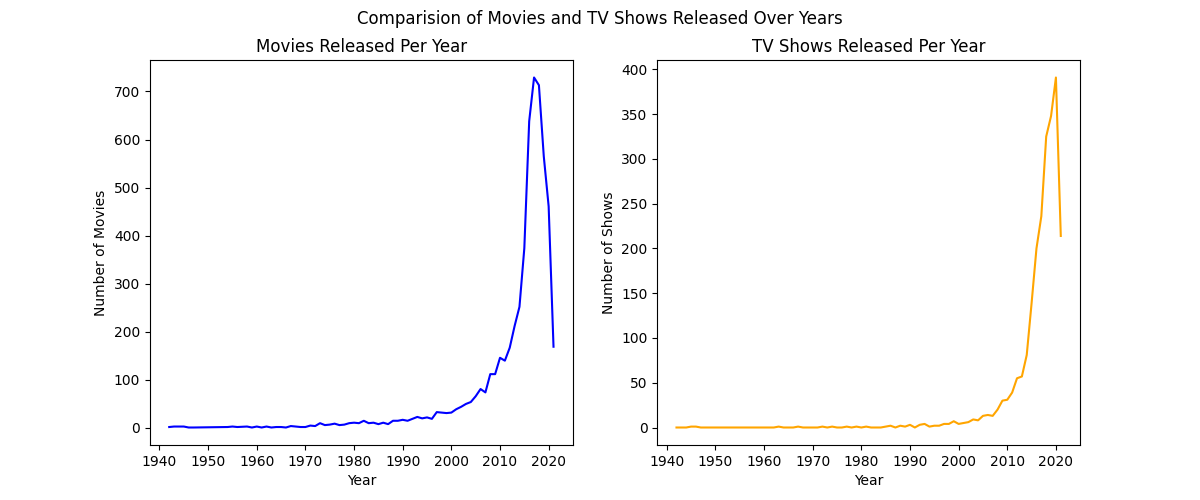 Comparision of Movies and TV Shows Released Over Years
Movies Released Per Year
700
600
500
400
300
200
100
0
Number of Movies
1940 1950 1960 1970 1980 1990 2000 2010 2020
Year
TV Shows Released Per Year
400
350
300
250
200
150
100
50
0
Number of Shows
1940 1950 1960 1970 1980 1990 2000 2010 2020
Year